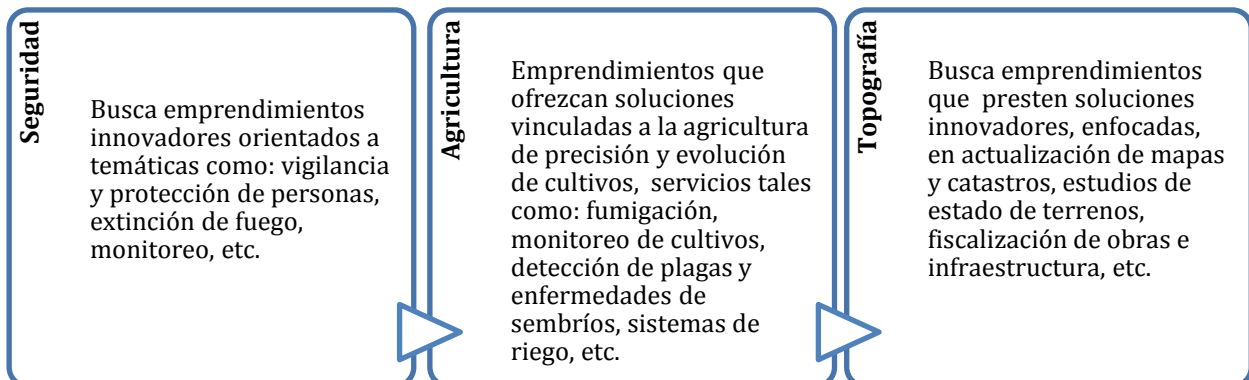 Seguridad
Busca emprendimientos
innovadores orientados a
temáticas como: vigilancia
y protección de personas,
extinción de fuego,
monitoreo, etc.
Agricultura
Emprendimientos que
ofrezcan soluciones
vinculadas a la agricultura
de precisión y evolución
de cultivos, servicios tales
como: fumigación,
monitoreo de cultivos,
detección de plagas y
enfermedades de
sembríos, sistemas de
riego, etc.
Topografía
Busca emprendimientos
que presten soluciones
innovadores, enfocadas,
en actualización de mapas
y catastros, estudios de
estado de terrenos,
fiscalización de obras e
infraestructura, etc.